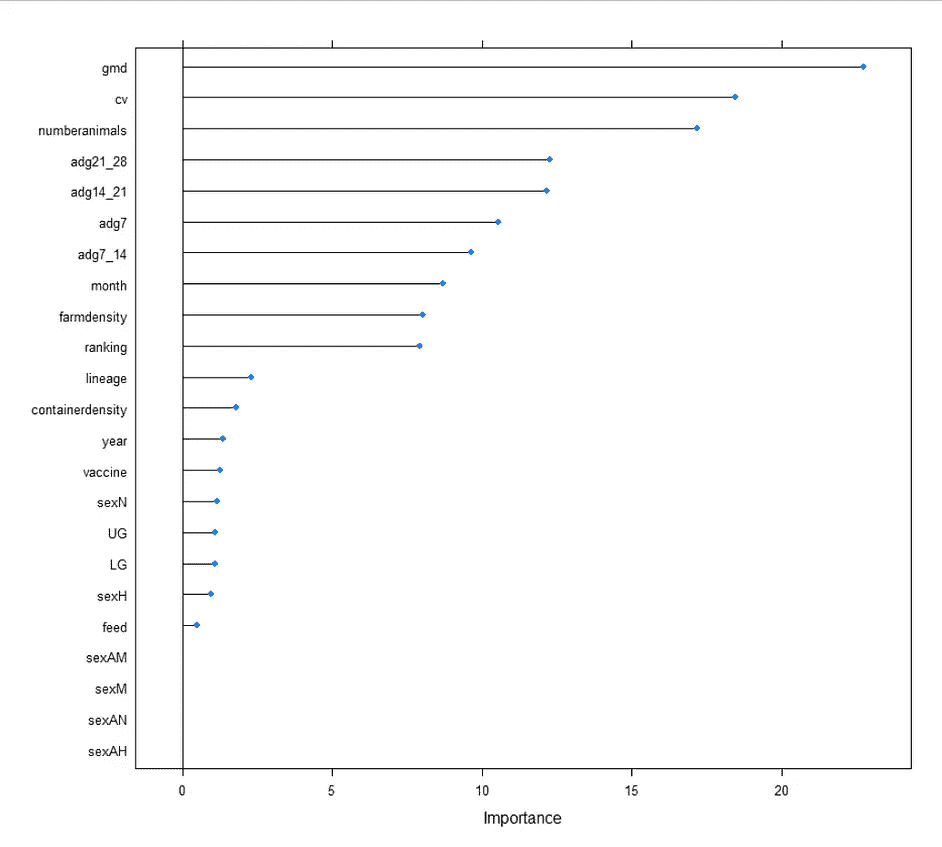 gmd
cv
numberanimals
adg21_28
adg14_21
adg7
adg7_14
month
farmdensity
ranking
lineage
containerdensity
year
vaccine
sexN
UG
LG
sexH
feed
sexAM
sexM
sexAN
sexAH
0 5 10 15 20
Importance